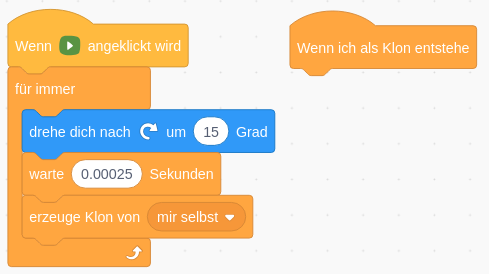 Wenn angeklickt wird
für immer
drehe dich nach um 15 Grad
warte 0.00025 Sekunden
erzeuge Klon von mir selbst
Wenn ich als Klon entstehe